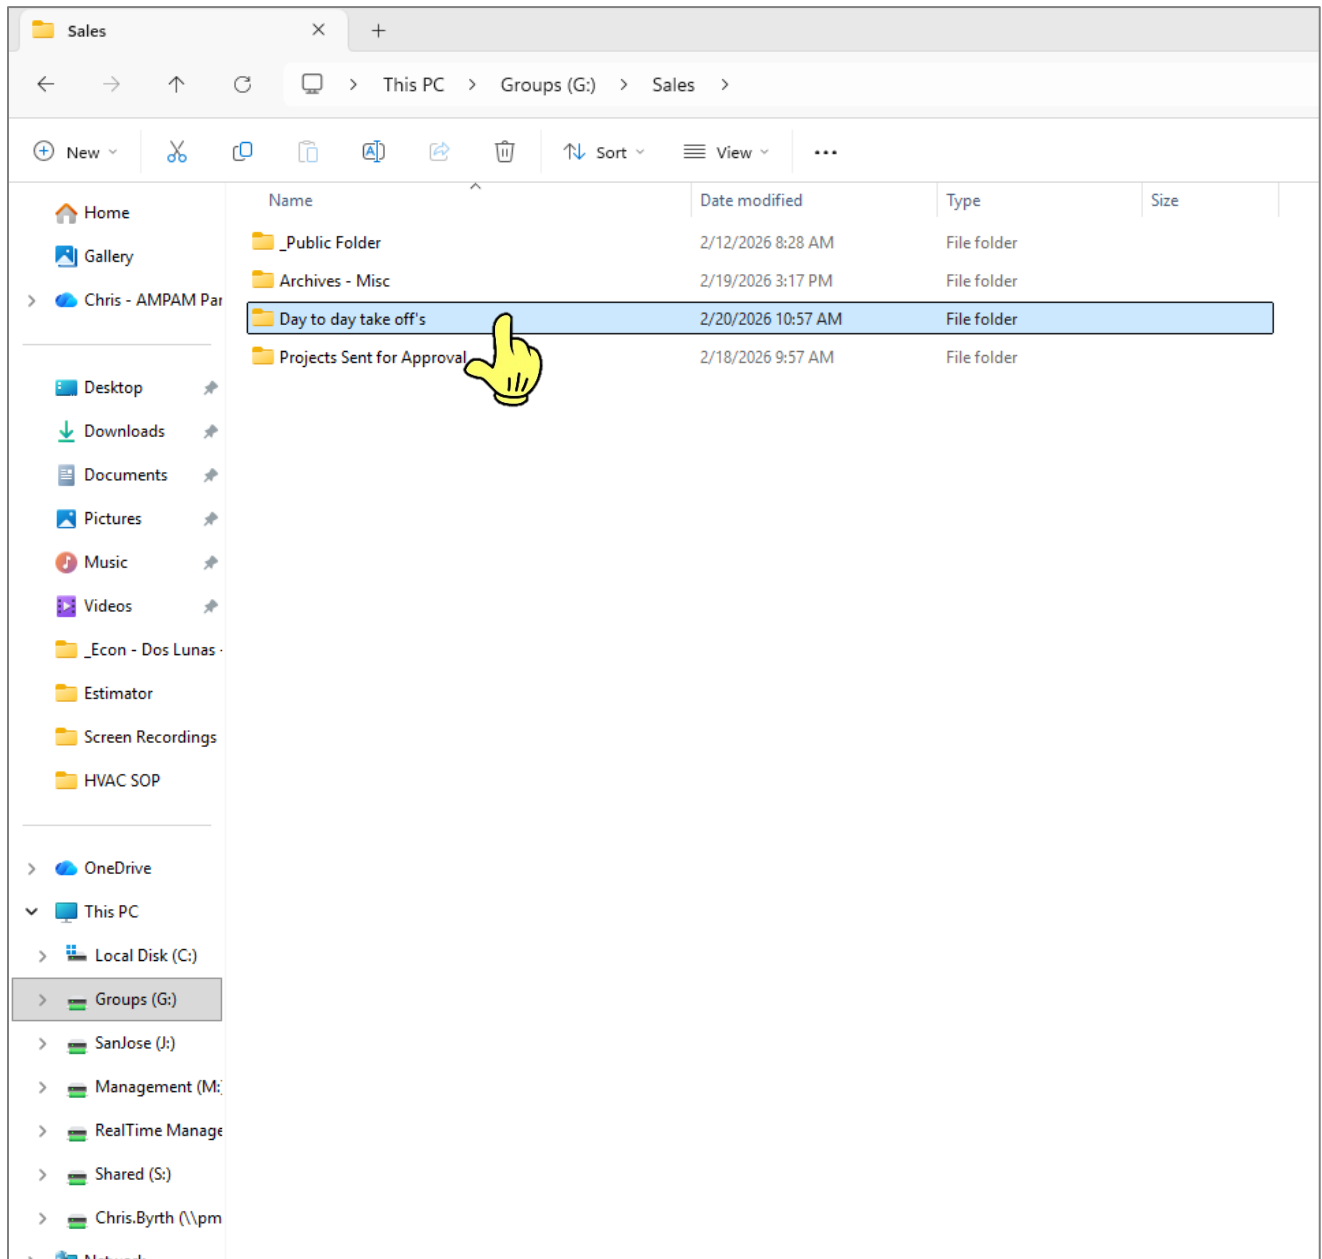 Sales
This PC > Groups (G:) > Sales >
New
Sort
View
Name Date modified Type Size
_Public Folder 2/12/2026 8:28 AM File folder
Archives - Misc 2/19/2026 3:17 PM File folder
Day to day take off's 2/20/2026 10:57 AM File folder
Projects Sent for Approval 2/18/2026 9:57 AM File folder
Home
Gallery
Chris - AMPAM Par
Desktop
Downloads
Documents
Pictures
Music
Videos
_Econ - Dos Lunas -
Estimator
Screen Recordings
HVAC SOP
OneDrive
This PC
Local Disk (C:)
Groups (G:)
SanJose (J:)
Management (M:
RealTime Manage
Shared (S:)
Chris.Byrth (\\pm